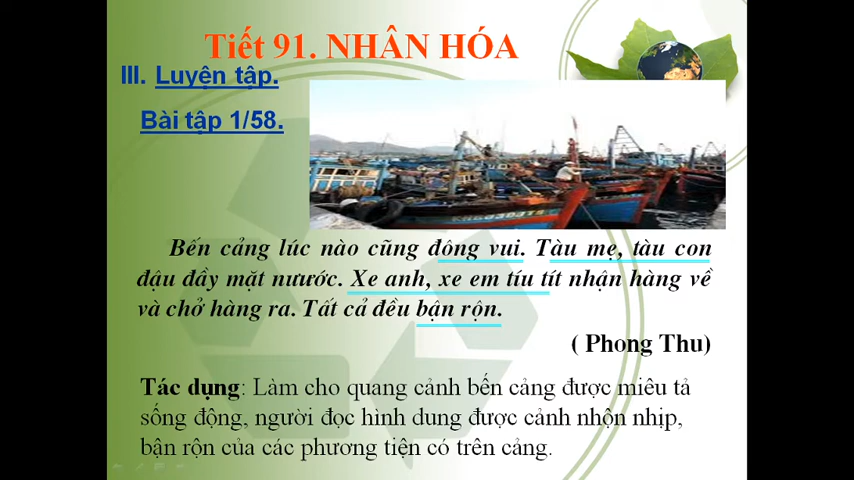 Tiết 91. NHÂN HÓA
III. Luyện tập.
Bài tập 1/58.
Bến cảng lúc nào cũng đông vui. Tàu mẹ, tàu con
đậu đầy mặt nưước. Xe anh, xe em tíu tít nhận hàng về
và chở hàng ra. Tất cả đều bận rộn.
( Phong Thu)
Tác dụng: Làm cho quang cảnh bến cảng được miêu tả
sống động, người đọc hình dung được cảnh nhộn nhịp,
bận rộn của các phương tiện có trên cảng.